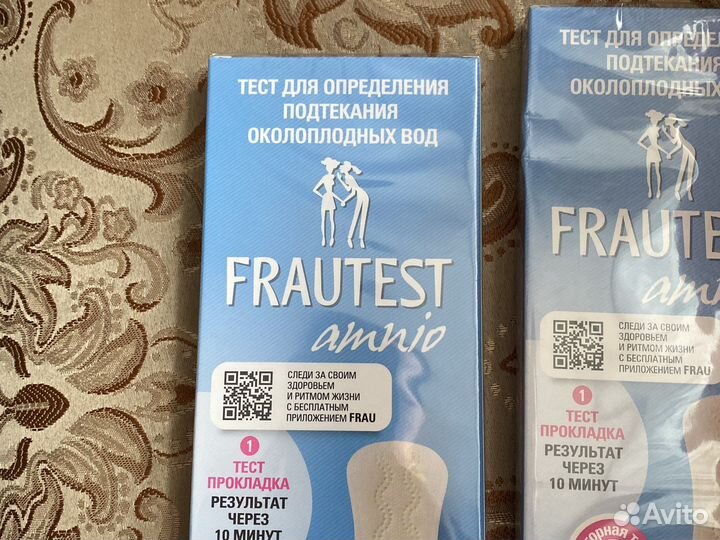 ТЕСТ ДЛЯ ОПРЕДЕЛЕНИЯ
ПОДТЕКАНИЯ
ОКОЛОПЛОДНЫХ ВОД
FRAUTEST
amnio
СЛЕДИ ЗА СВОИМ
ЗДОРОВЬЕМ
И РИТМОМ ЖИЗНИ
С БЕСПЛАТНЫМ
ПРИЛОЖЕНИЕМ FRAU
1
ТЕСТ
ПРОКЛАДКА
РЕЗУЛЬТАТ
ЧЕРЕЗ
10 МИНУТ
ТЕСТ ДЛЯ
ПОДТЕКАНИЯ
ОКОЛОПЛОДНЫХ
СЛЕДИ ЗА СВОИМ
ЗДОРОВЬЕМ
И РИТМОМ ЖИЗНИ
С БЕСПЛАТНЫМ
ПРИЛОЖЕНИЕМ FRAU
1
ТЕСТ
ПРОКЛАДКА
РЕЗУЛЬТАТ
ЧЕРЕЗ
10 МИНУТ
Avito